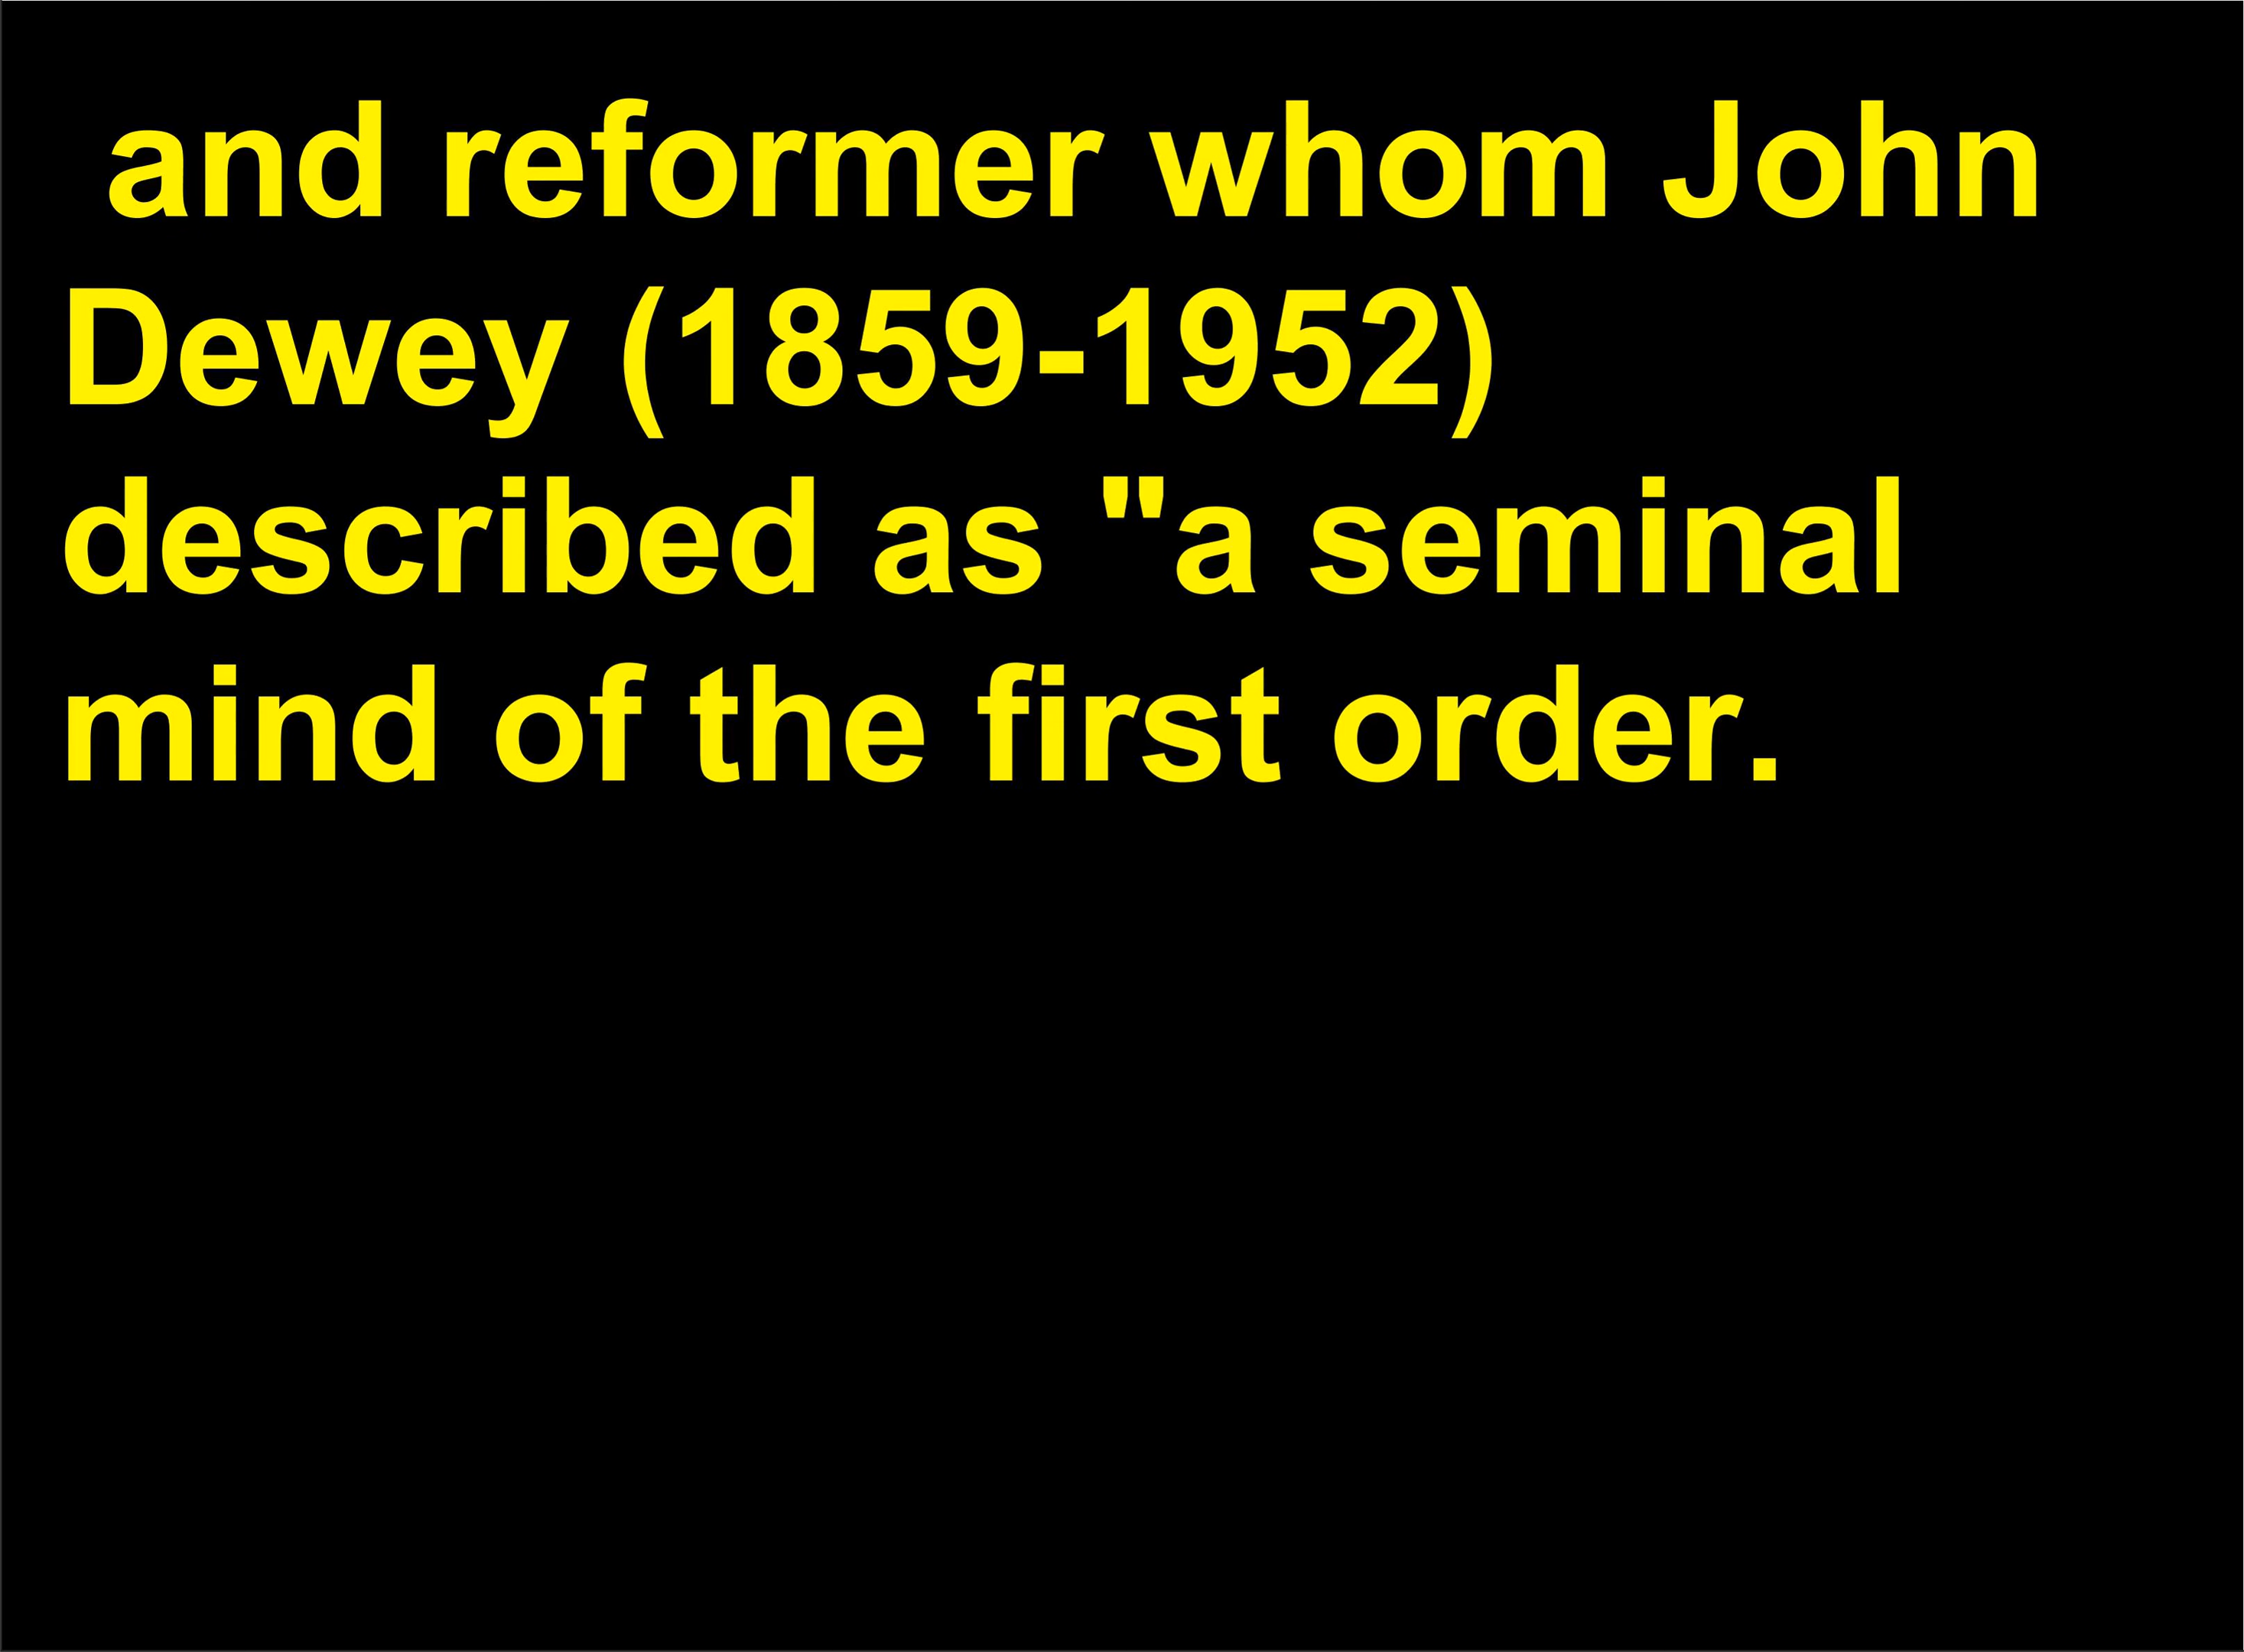 and reformer whom John
Dewey (1859-1952)
described as "a seminal
mind of the first order.